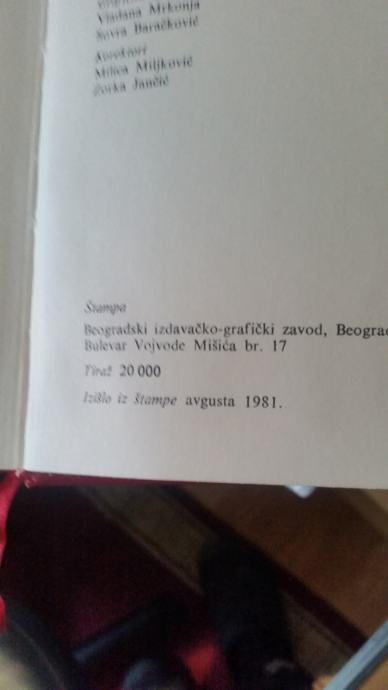 Vladana Mrkonja
Sovra Baračković
Korektori
Milica Miljković
Zorka Jančić
Štampa
Beogradski izdavačko-grafički zavod, Beograd
Bulevar Vojvode Mišića br. 17
Tiraž 20 000
Izišlo iz štampe avgusta 1981.